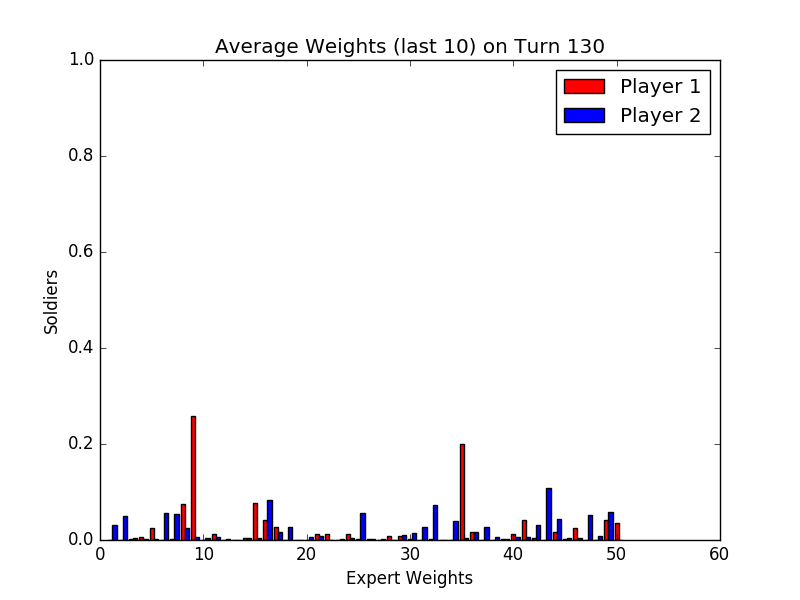 Average Weights (last 10) on Turn 130
1.0
0.8
0.6
0.4
0.2
0.0
Soldiers
Player 1
Player 2
0 10 20 30 40 50 60
Expert Weights